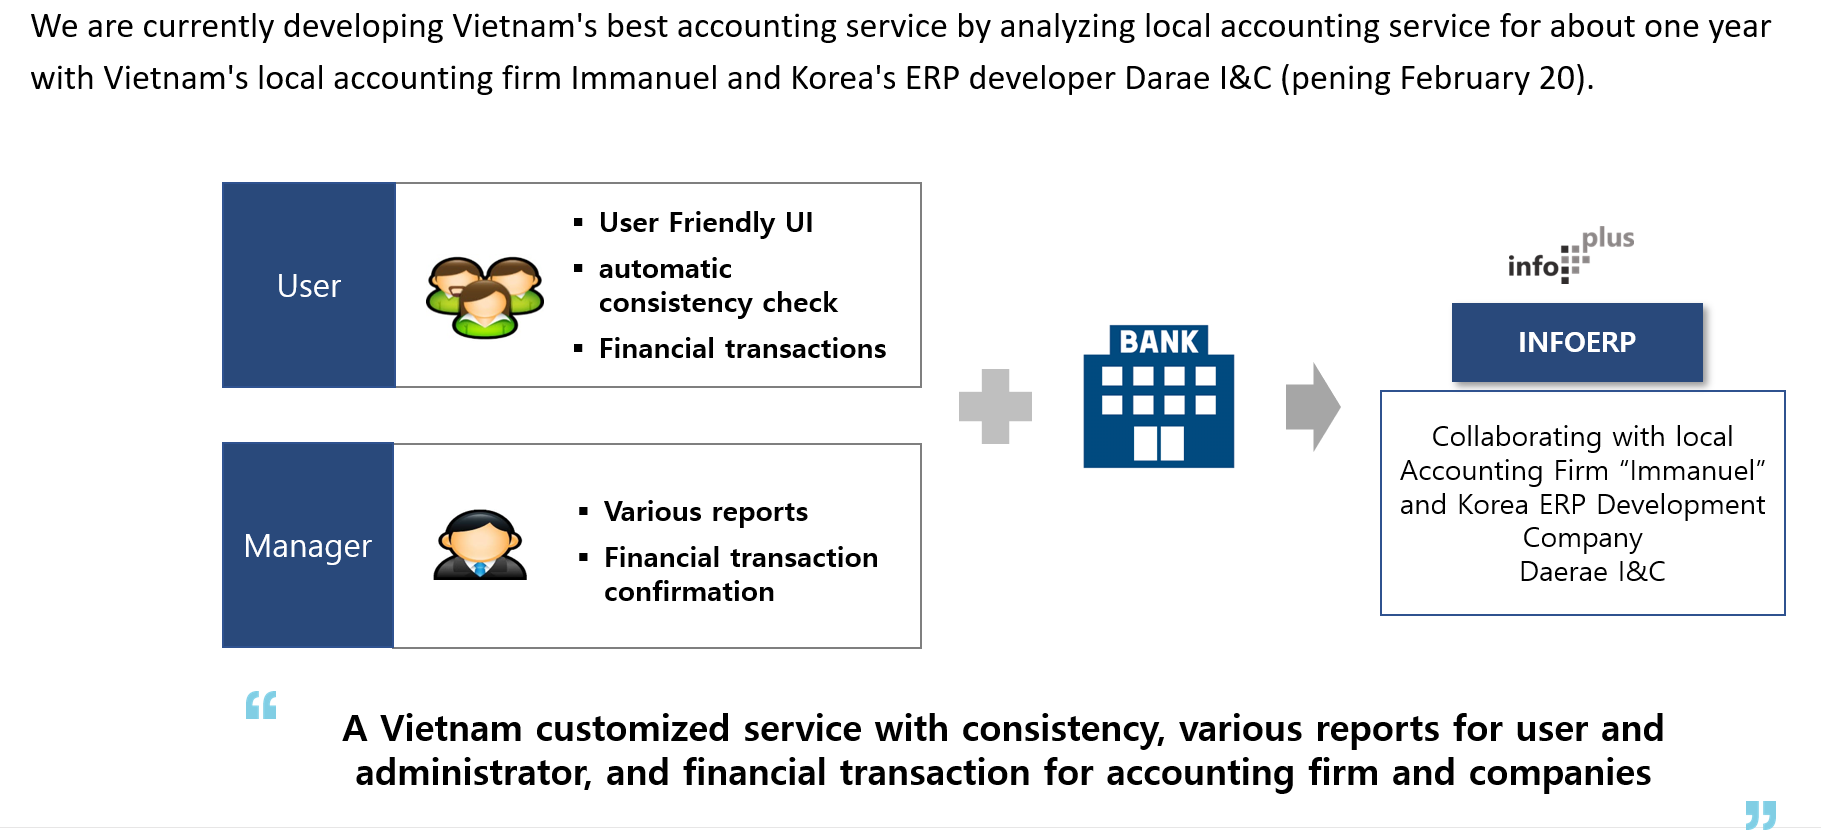 We are currently developing Vietnam's best accounting service by analyzing local accounting service for about one year
with Vietnam's local accounting firm Immanuel and Korea's ERP developer Darae I&C (pening February 20).
User
▪ User Friendly UI
▪ automatic
consistency check
▪ Financial transactions
Manager
▪ Various reports
▪ Financial transaction
confirmation
BANK
info plus
INFOERP
Collaborating with local
Accounting Firm “Immanuel”
and Korea ERP Development
Company
Daerae I&C
“
A Vietnam customized service with consistency, various reports for user and
administrator, and financial transaction for accounting firm and companies
”